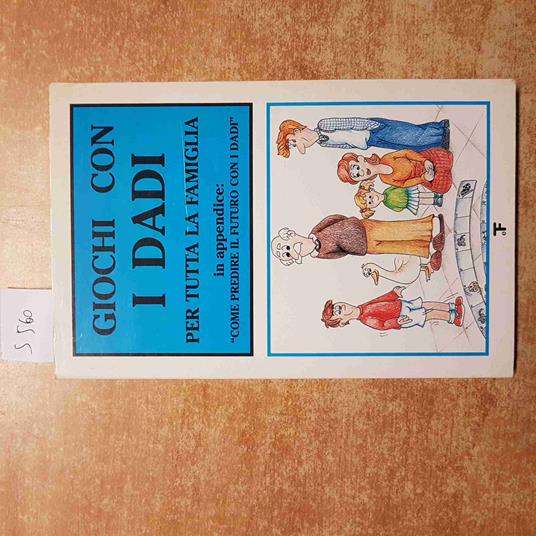 GIOCHI CON
I DADI
PER TUTTA LA FAMIGLIA
in appendice:
"COME PREDIRE IL FUTURO CON I DADI"
S 560